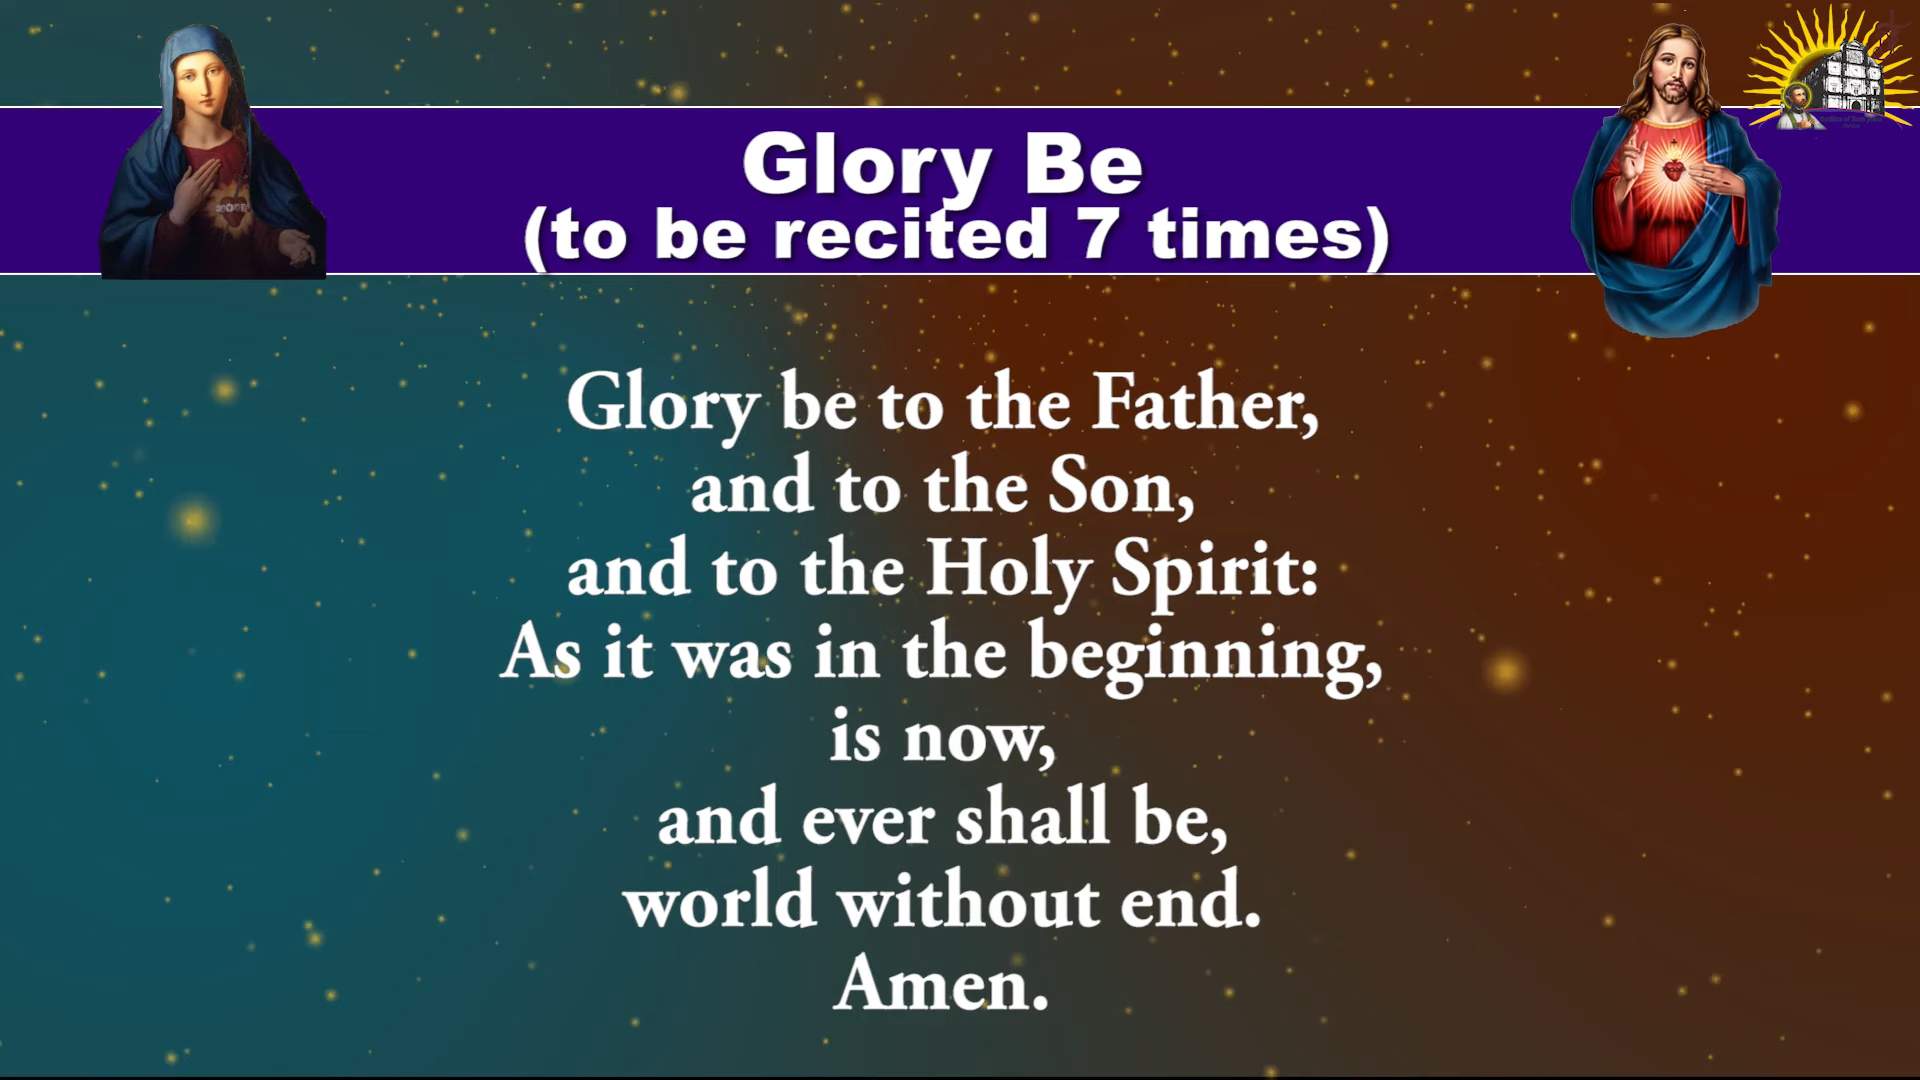 Glory Be
(to be recited 7 times)
Glory be to the Father,
and to the Son,
and to the Holy Spirit:
As it was in the beginning,
is now,
and ever shall be,
world without end.
Amen.